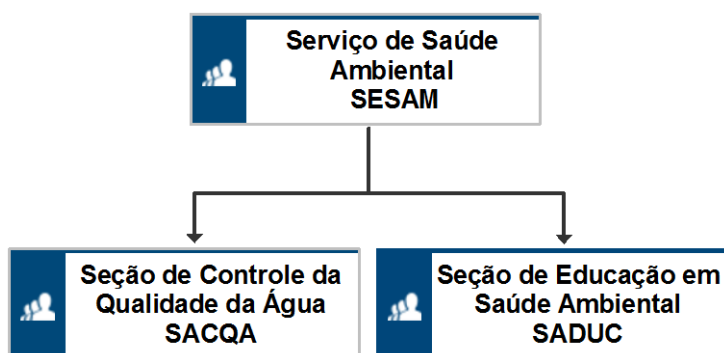 Serviço de Saúde
Ambiental
SESAM
Seção de Controle da
Qualidade da Água
SACQA
Seção de Educação em
Saúde Ambiental
SADUC